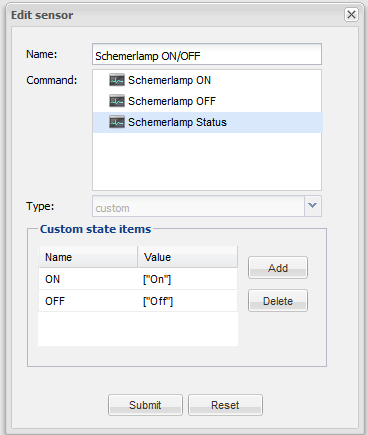 Edit sensor
Name: Schemerlamp ON/OFF
Command: Schemerlamp ON
Schemerlamp OFF
Schemerlamp Status
Type: custom
Custom state items
Name Value
ON ["On"]
Add
OFF ["Off"]
Delete
Submit Reset